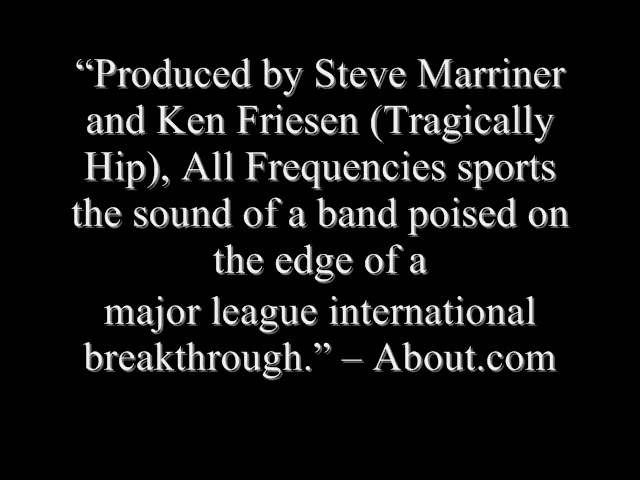 “Produced by Steve Marriner
and Ken Friesen (Tragically
Hip), All Frequencies sports
the sound of a band poised on
the edge of a
major league international
breakthrough.” – About.com